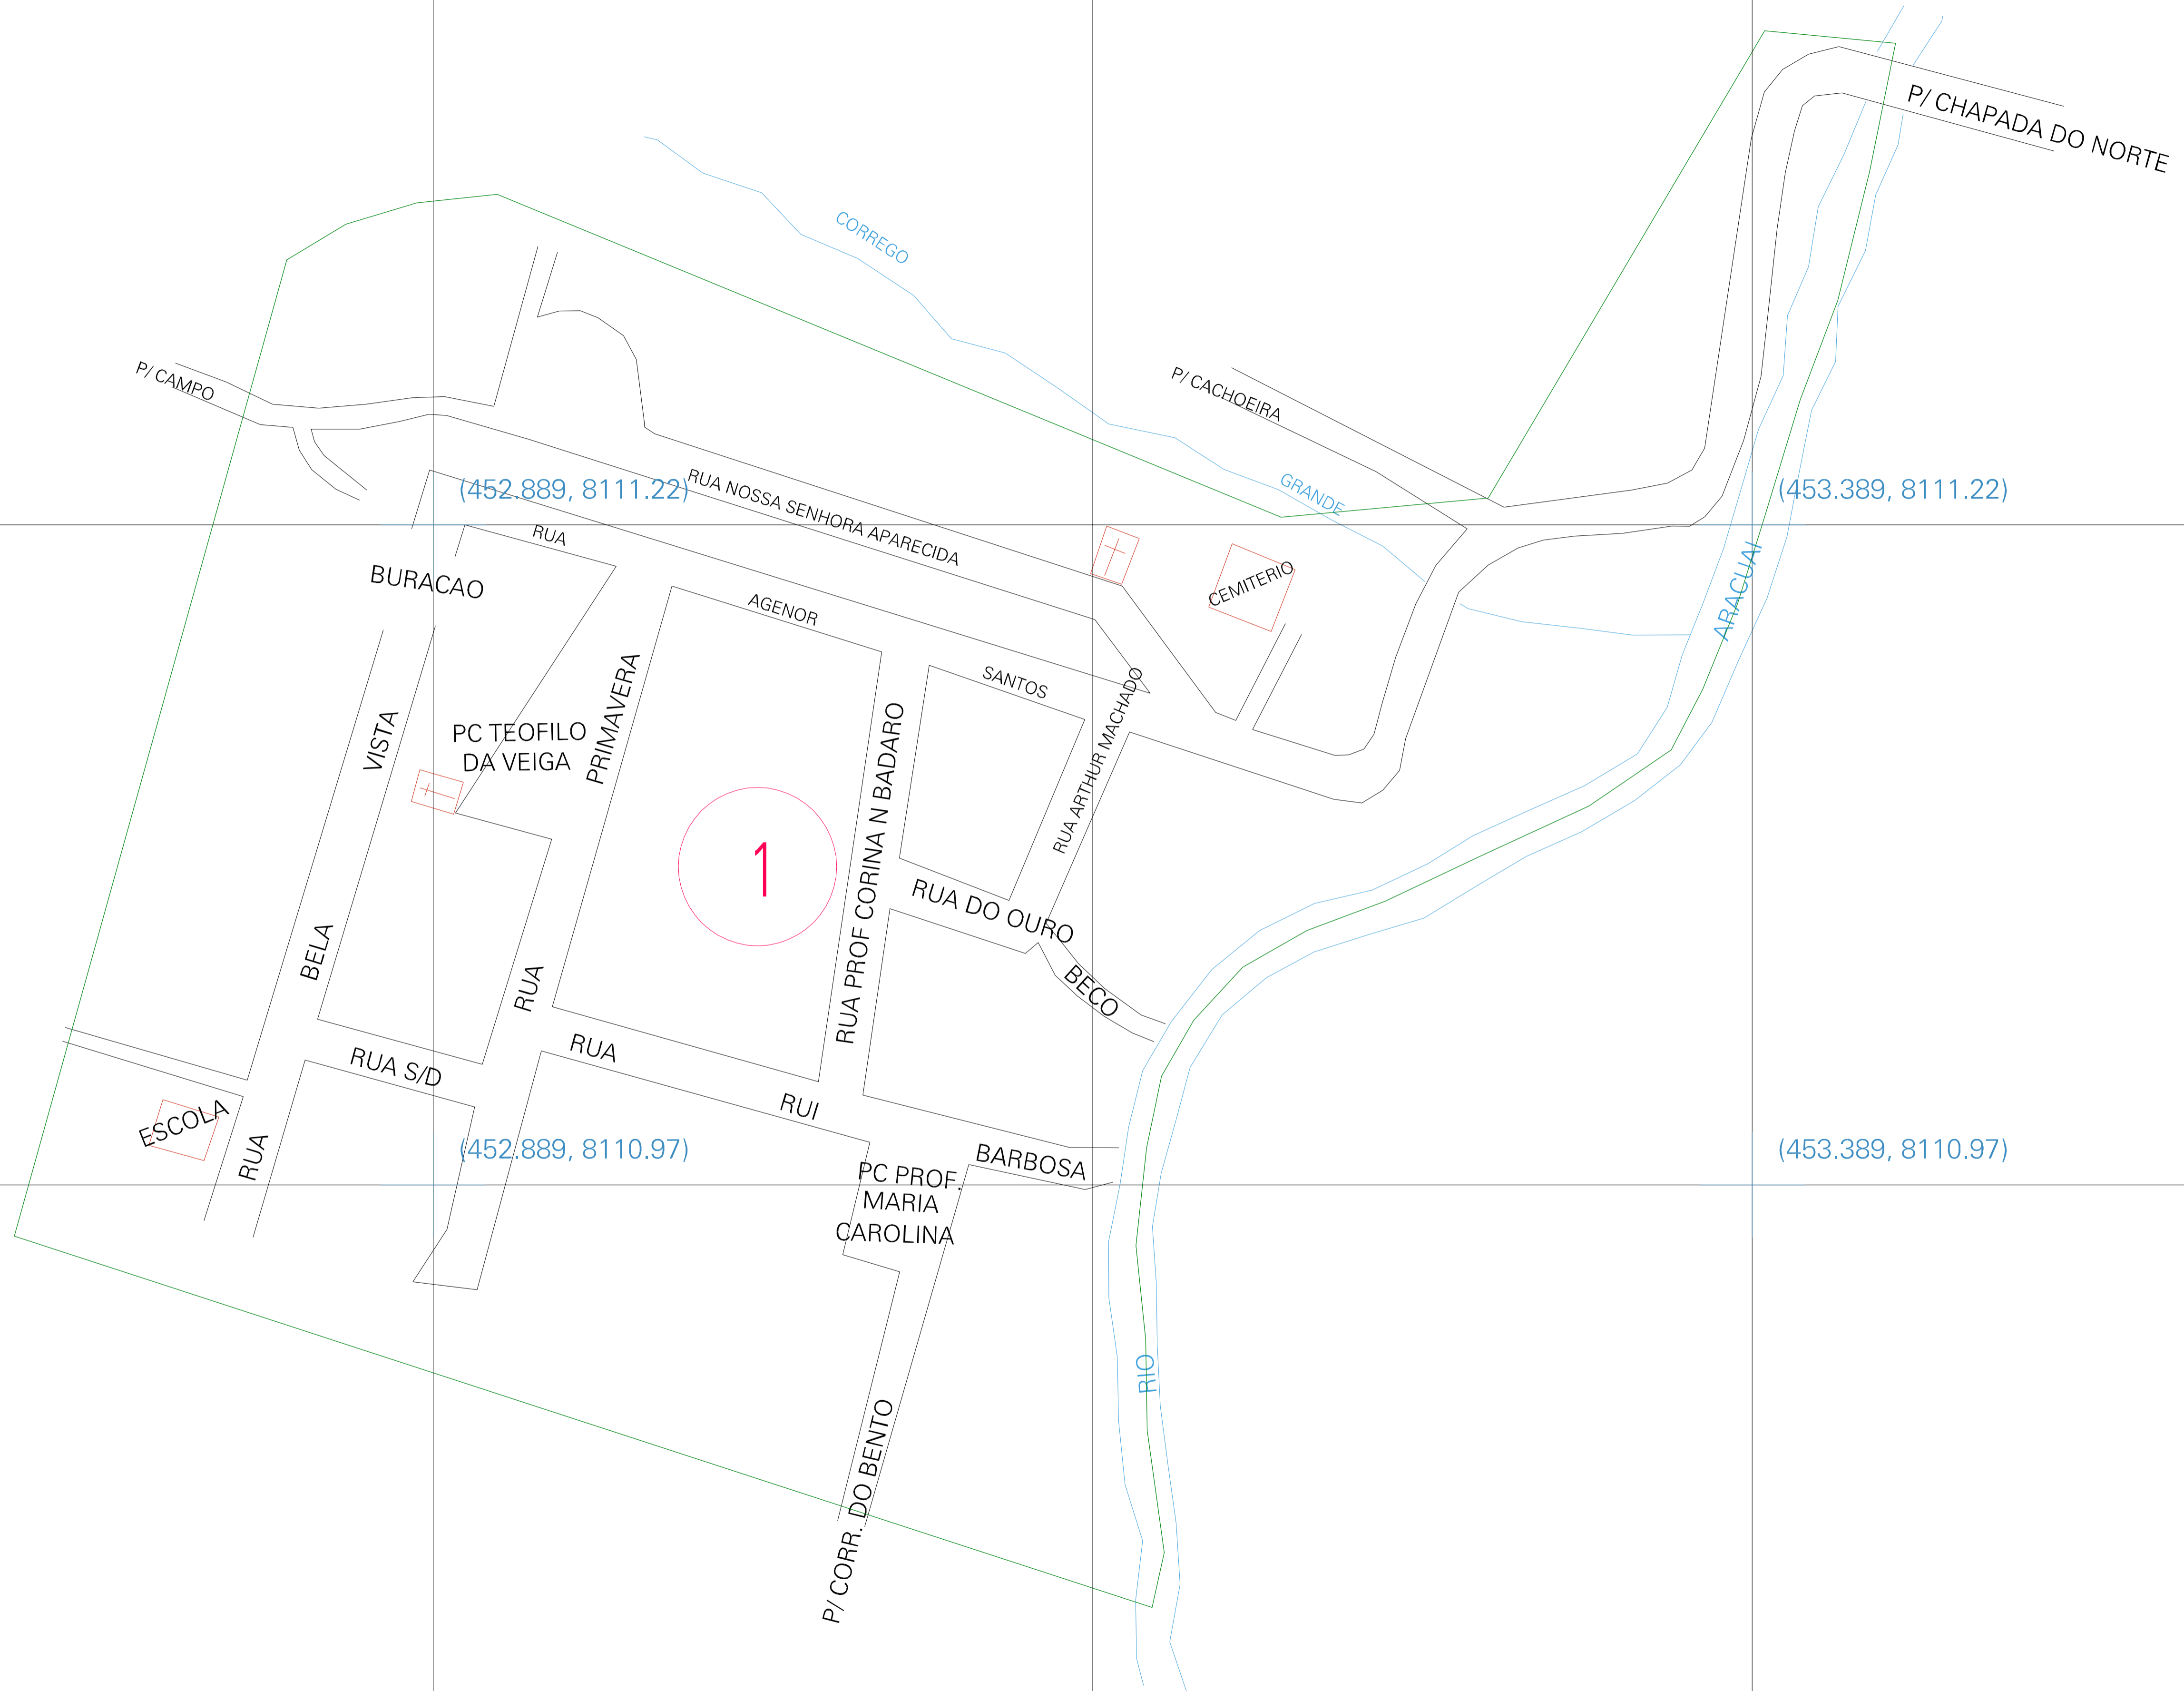 P/ CHAPADA DO NORTE
CORREGO
P/ CAMPO
P/ CACHOEIRA
(452.889, 8111.22)
RUA NOSSA SENHORA APARECIDA
GRANDE
(453.389, 8111.22)
RUA
AGENOR
SANTOS
BURACAO
CEMITERIO
ARACUAI
VISTA
BELA
RUA
PC TEOFILO
DA VEIGA
PRIMAVERA
RUA
1
RUA PROF CORINA N BADARO
RUA ARTHUR MACHADO
RUA DO OURO
BECO
RUA S/D
RUA
RUI
BARBOSA
ESCOLA
(452.889, 8110.97)
(453.389, 8110.97)
PC PROF.
MARIA
CAROLINA
RIO
P/ CORR. DO BENTO